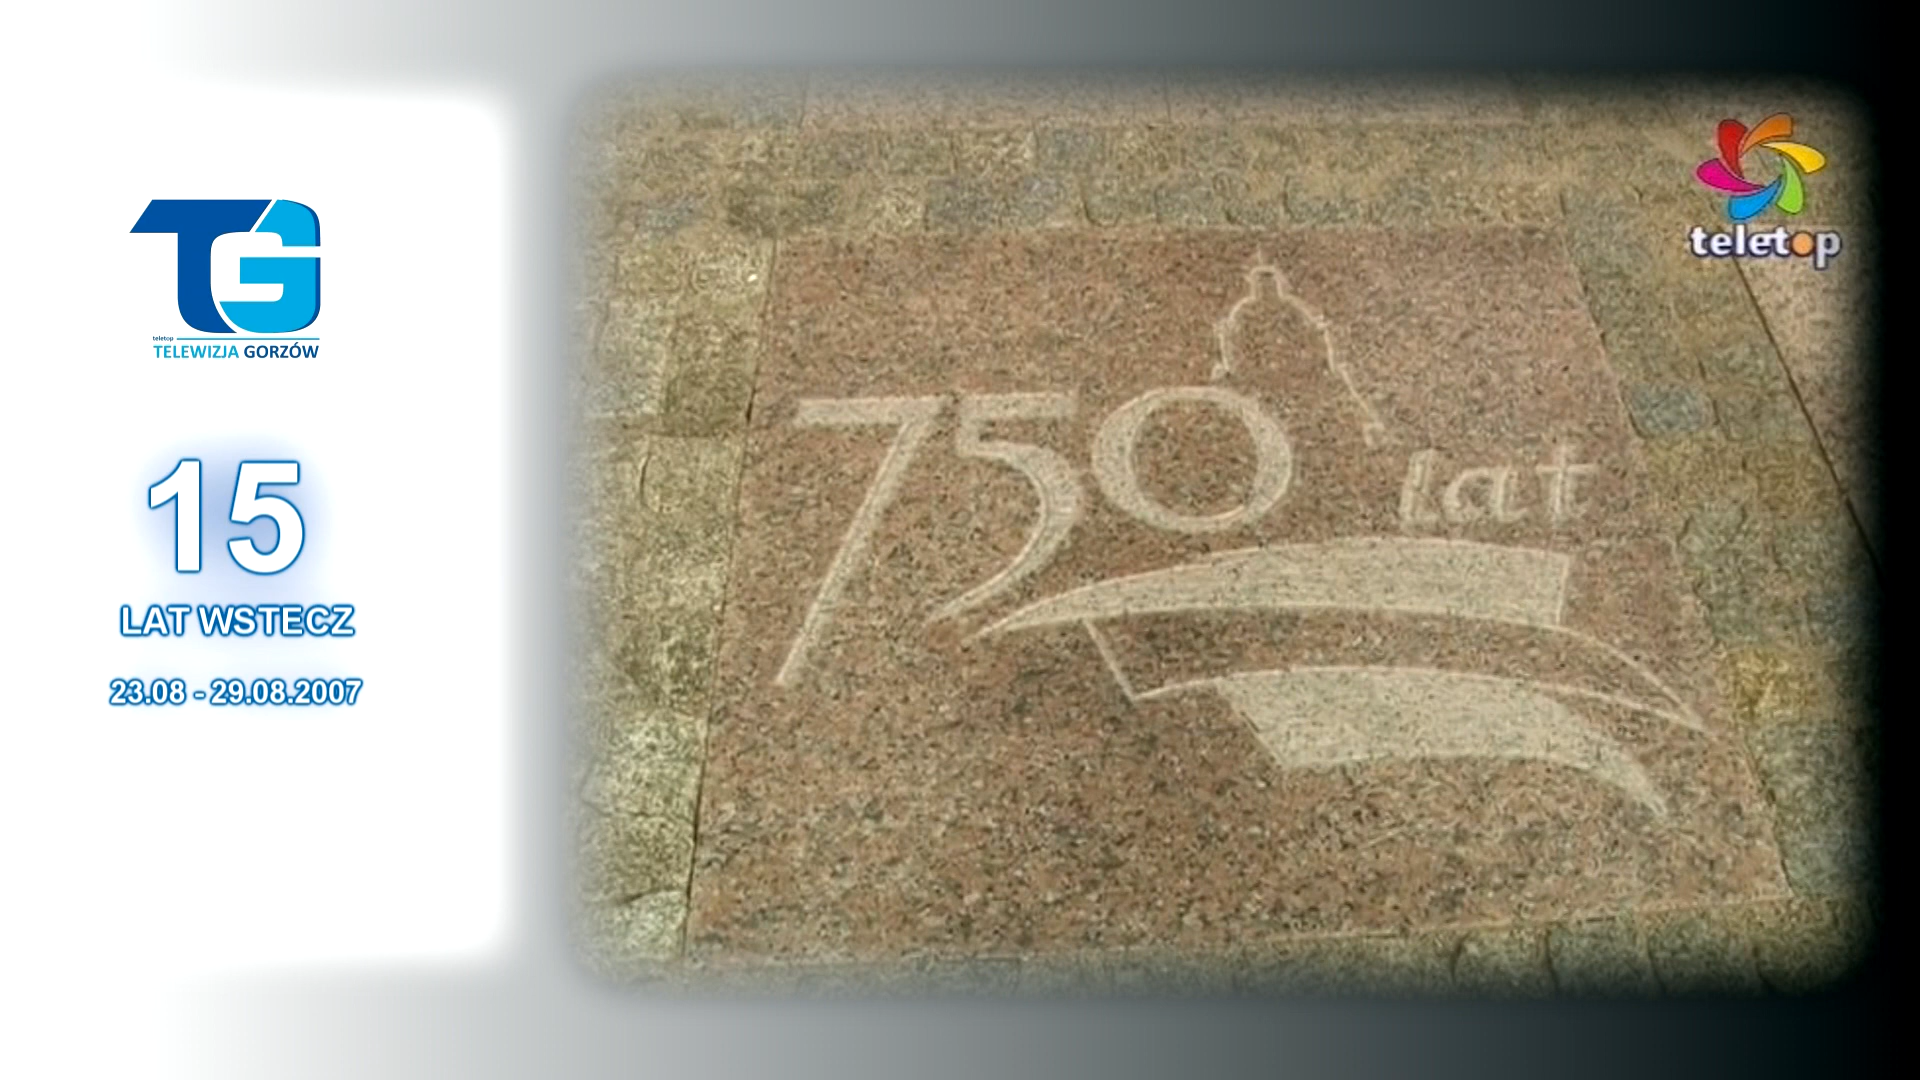 TG
teletop
TELEWIZJA GORZÓW
15
LAT WSTECZ
23.08 - 29.08.2007
750 lat
teletop